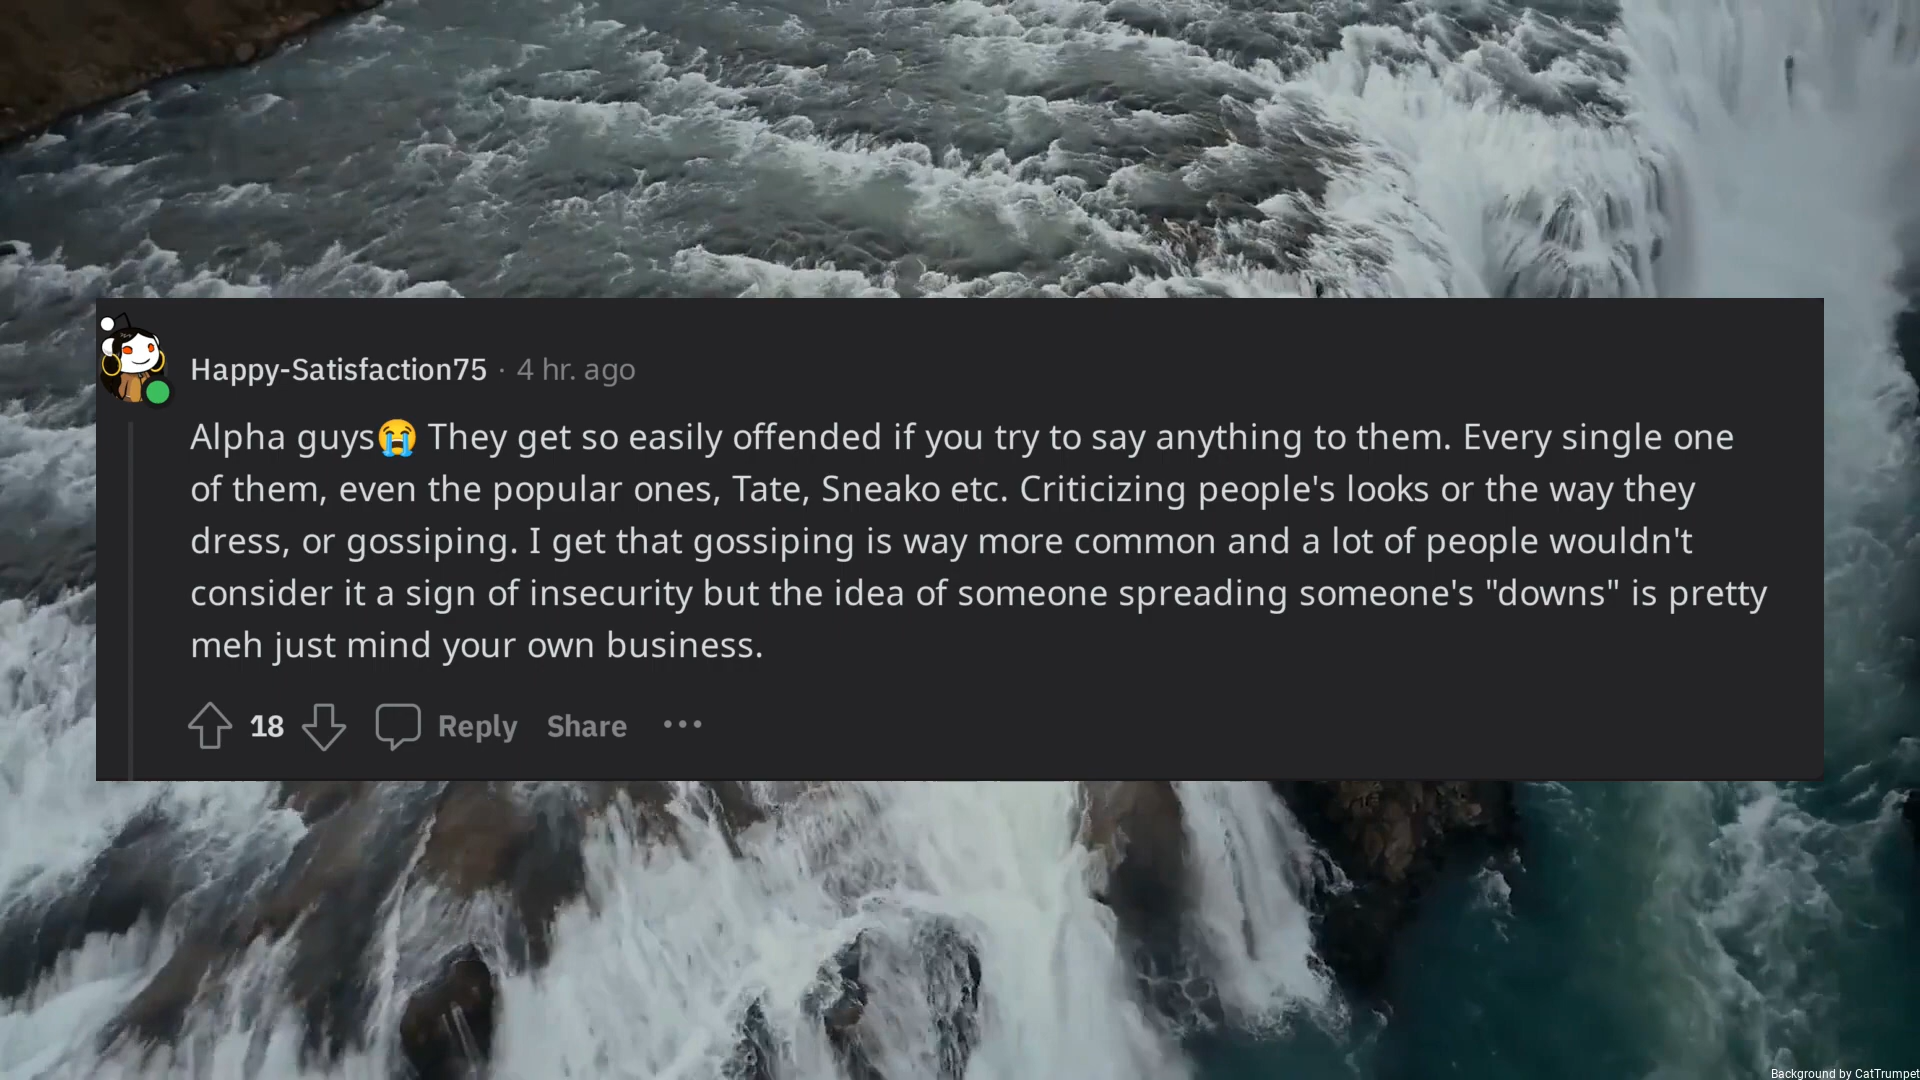 Happy-Satisfaction75 · 4 hr. ago
Alpha guys😭 They get so easily offended if you try to say anything to them. Every single one
of them, even the popular ones, Tate, Sneako etc. Criticizing people's looks or the way they
dress, or gossiping. I get that gossiping is way more common and a lot of people wouldn't
consider it a sign of insecurity but the idea of someone spreading someone's "downs" is pretty
meh just mind your own business.
18 Reply Share ···
Background by CatTrumpet